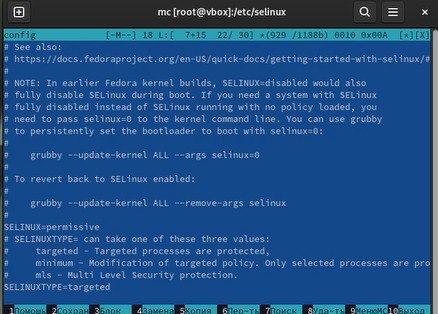 mc [root@vbox]:/etc/selinux
config [-M--] 18 L:[ 7+15 22/ 30] *(929 /1188b) 0010 0x00A [*][X]
# See also:
# https://docs.fedoraproject.org/en-US/quick-docs/getting-started-with-selinux/#
#
# NOTE: In earlier Fedora kernel builds, SELINUX=disabled would also
# fully disable SELinux during boot. If you need a system with SELinux
# fully disabled instead of SELinux running with no policy loaded, you
# need to pass selinux=0 to the kernel command line. You can use grubby
# to persistently set the bootloader to boot with selinux=0:
#
#    grubby --update-kernel ALL --args selinux=0
#
# To revert back to SELinux enabled:
#
#    grubby --update-kernel ALL --remove-args selinux
#
SELINUX=permissive
# SELINUXTYPE= can take one of these three values:
#     targeted - Targeted processes are protected,
#     minimum - Modification of targeted policy. Only selected processes are pro
#     mls - Multi Level Security protection.
SELINUXTYPE=targeted
1Помощь 2Сохран 3Блок 4Замена 5Копия 6Пер-ть 7Поиск 8Уда-ть 9МенюMC 10Выход